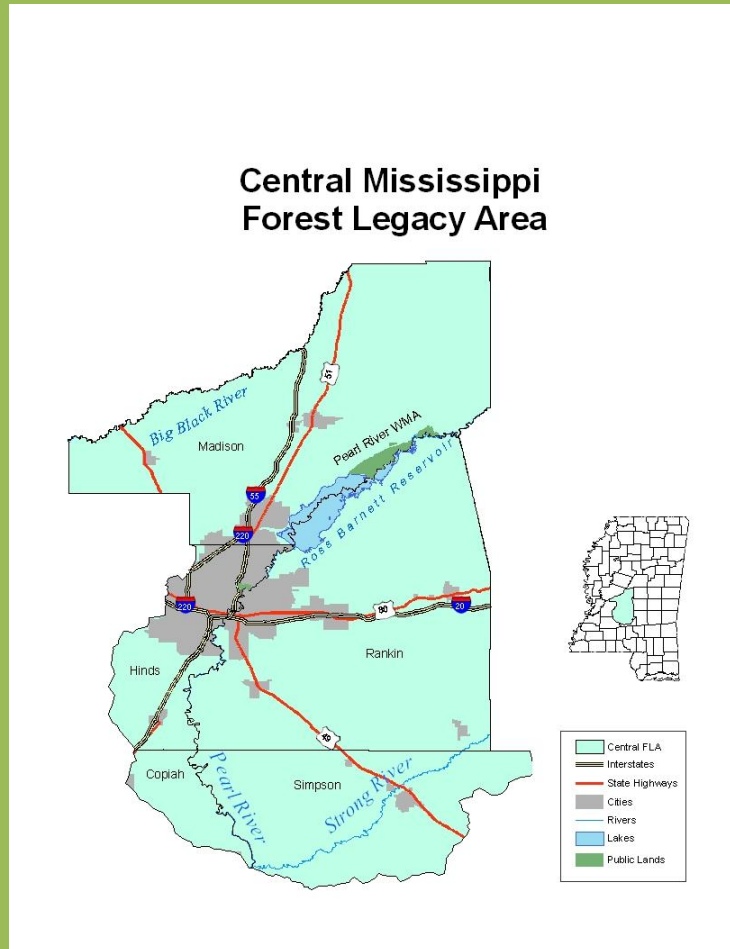 Central Mississippi
Forest Legacy Area
51
Big Black River
Madison
Pearl River WMA
Ross Barnett Reservoir
55
220
220
80
20
Hinds
Rankin
49
Copiah
Pearl River
Simpson
Strong River
Central FLA
Interstates
State Highways
Cities
Rivers
Lakes
Public Lands